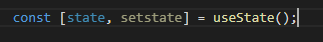 const [state, setstate] = useState();